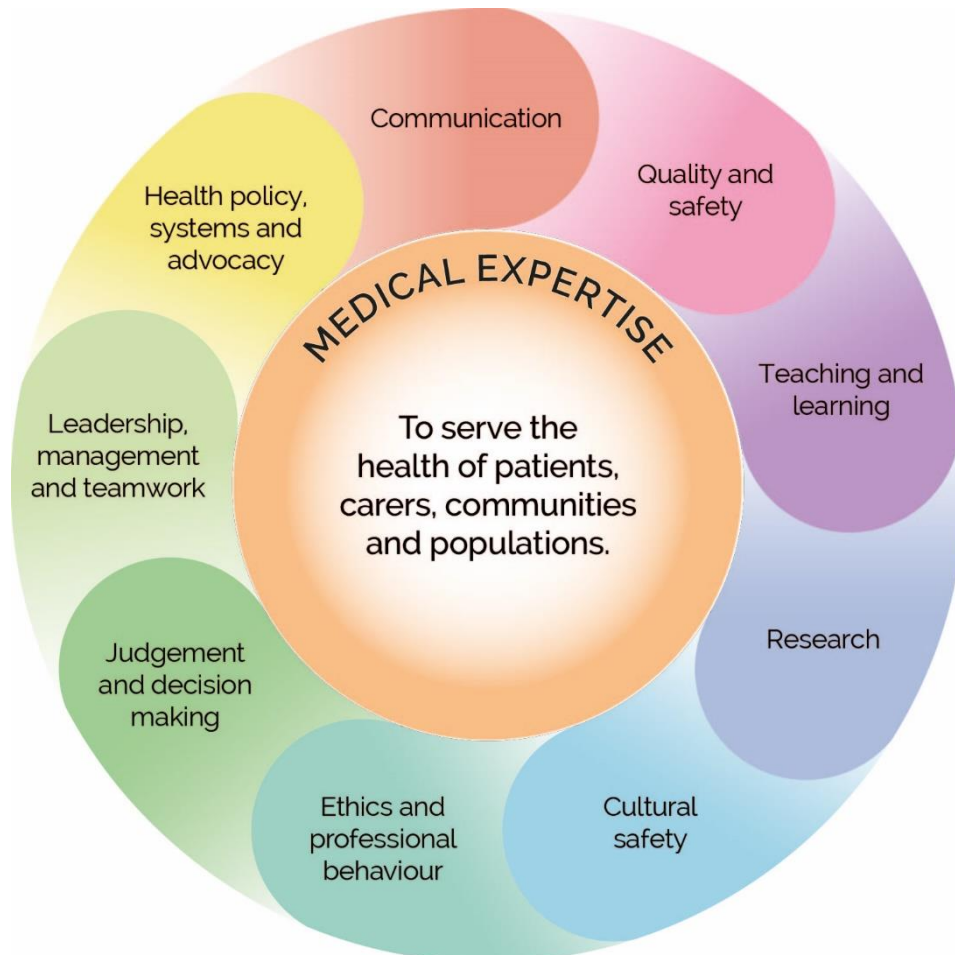 Communication
Quality and
safety
Teaching and
learning
Research
Cultural
safety
Ethics and
professional
behaviour
Judgement
and decision
making
Leadership,
management
and teamwork
Health policy,
systems and
advocacy
MEDICAL EXPERTISE
To serve the
health of patients,
carers, communities
and populations.